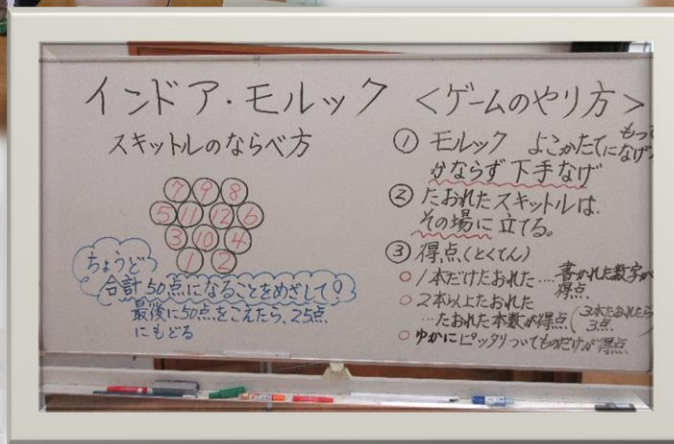 インドア・モルック
スキットルのならべ方
7 9 8
5 11 12 6
3 10 4
1 2
ちょうど
合計50点になることをめざして!
最後に50点をこえたら、25点
にもどる
<ゲームのやり方>
① モルック よこかたてにもって
なげ
かならず下手なげ
② たおれたスキットルは、
その場に立てる。
③ 得点(とくてん)
○1本だけたおれた…書かれた数字が
得点
○2本以上たおれた
…たおれた本数が得点(3本たおれたら
3点
○ゆかにピッタリついてものだけが得点